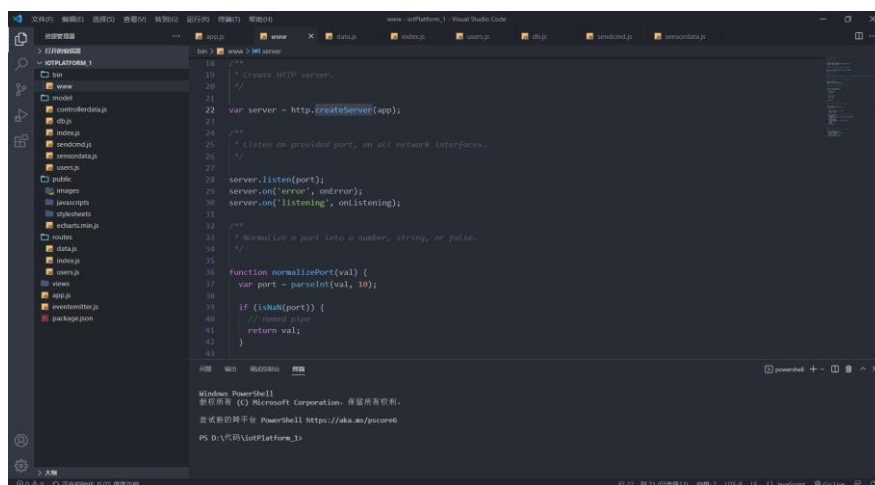 文件(F) 编辑(E) 选择(S) 查看(V) 转到(G) 运行(R) 终端(T) 帮助(H)
www - iotPlatform_1 - Visual Studio Code
资源管理器
app.js www data.js index.js users.js db.js sendcmd.js sensordata.js
打开的编辑器
bin > www > server
IOTPLATFORM_1
bin
www
model
controllerdata.js
db.js
index.js
sendcmd.js
sensordata.js
users.js
public
images
javascripts
stylesheets
echarts.min.js
routes
data.js
index.js
users.js
views
app.js
eventemitter.js
package.json
大纲
18 /**
19 * Create HTTP server.
20 */
21
22 var server = http.createServer(app);
23
24 /**
25 * Listen on provided port, on all network interfaces.
26 */
27
28 server.listen(port);
29 server.on('error', onError);
30 server.on('listening', onListening);
31
32 /**
33 * Normalize a port into a number, string, or false.
34 */
35
36 function normalizePort(val) {
37 var port = parseInt(val, 10);
38
39 if (isNaN(port)) {
40 // named pipe
41 return val;
42 }
43
问题 输出 调试控制台 终端
powershell
Windows PowerShell
版权所有 (C) Microsoft Corporation。保留所有权利。
尝试新的跨平台 PowerShell https://aka.ms/pscore6
PS D:\代码\iotPlatform_1>
UTF-8 LF JavaScript Go Live